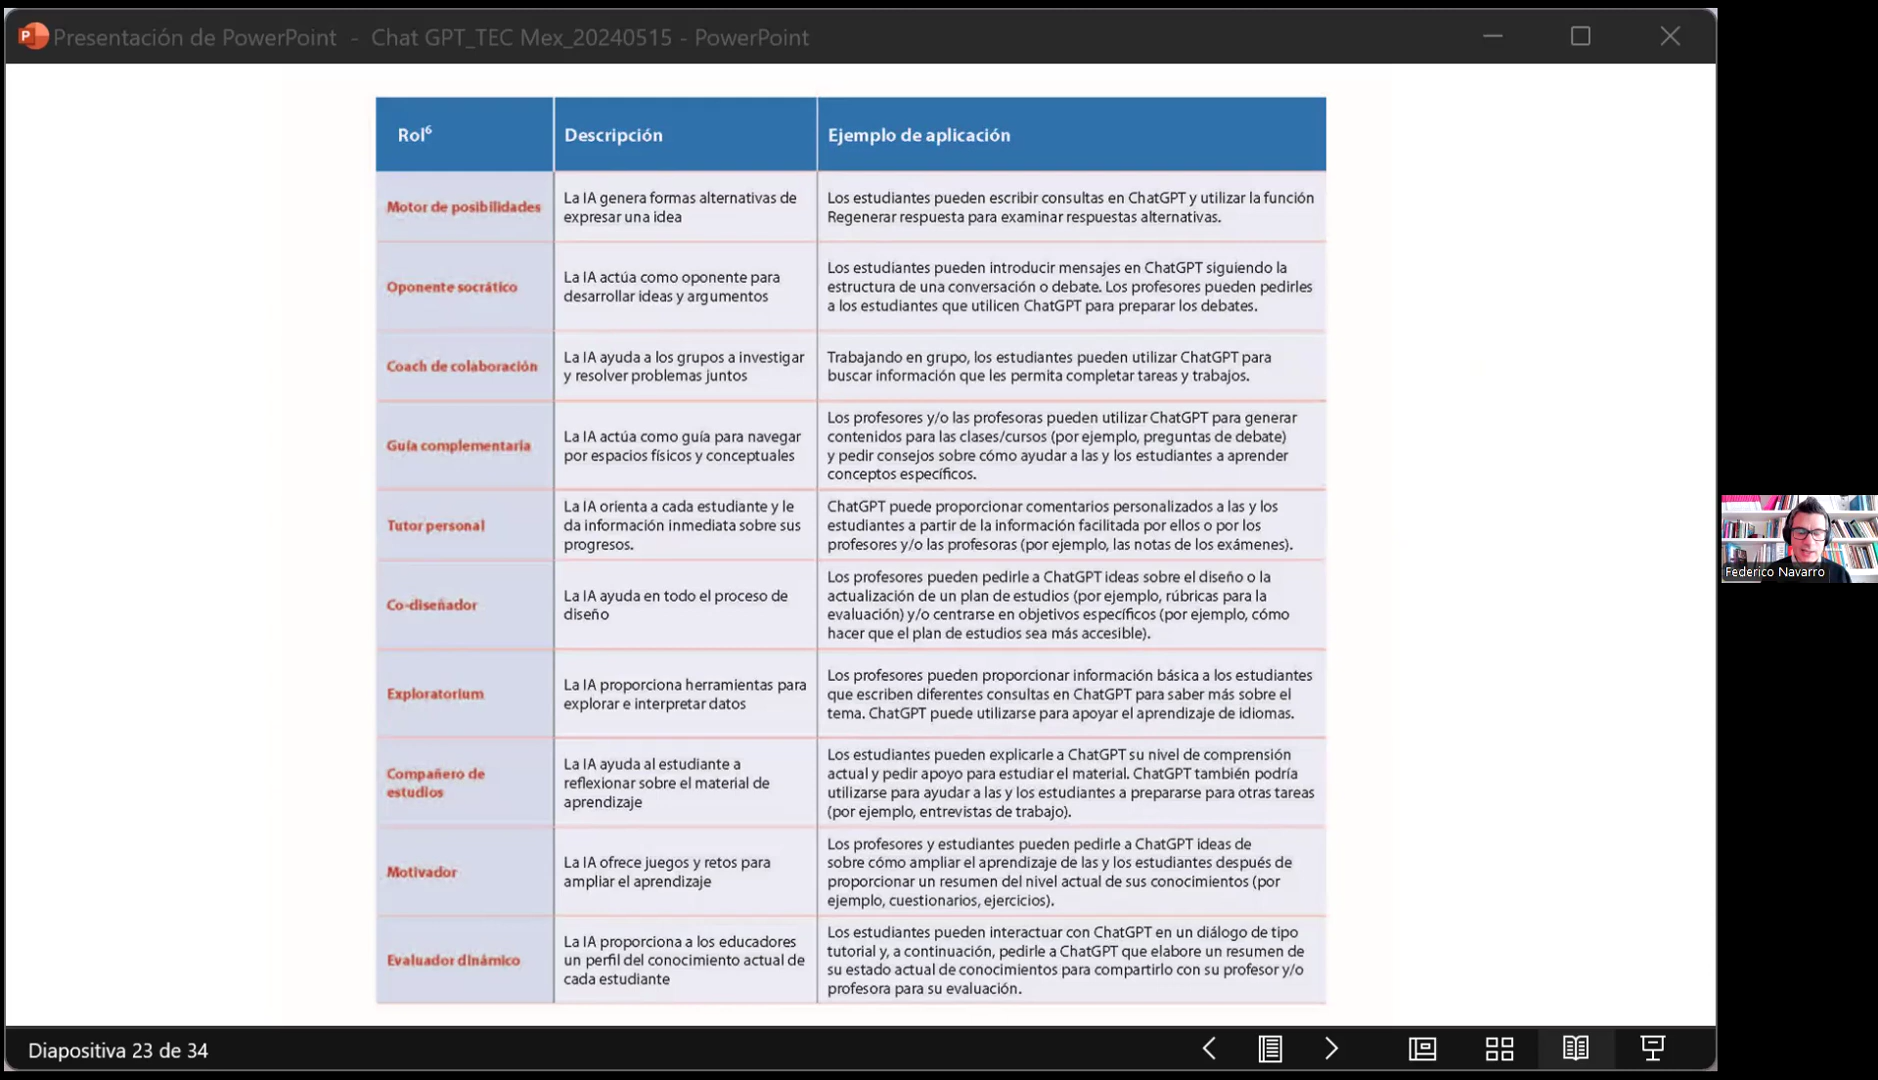 Presentación de PowerPoint - Chat GPT_TEC Mex_20240515 - PowerPoint
Rol6
Descripción
Ejemplo de aplicación
Motor de posibilidades
La IA genera formas alternativas de
expresar una idea
Los estudiantes pueden escribir consultas en ChatGPT y utilizar la función
Regenerar respuesta para examinar respuestas alternativas.
Oponente socrático
La IA actúa como oponente para
desarrollar ideas y argumentos
Los estudiantes pueden introducir mensajes en ChatGPT siguiendo la
estructura de una conversación o debate. Los profesores pueden pedirles
a los estudiantes que utilicen ChatGPT para preparar los debates.
Coach de colaboración
La IA ayuda a los grupos a investigar
y resolver problemas juntos
Trabajando en grupo, los estudiantes pueden utilizar ChatGPT para
buscar información que les permita completar tareas y trabajos.
Guía complementaria
La IA actúa como guía para navegar
por espacios físicos y conceptuales
Los profesores y/o las profesoras pueden utilizar ChatGPT para generar
contenidos para las clases/cursos (por ejemplo, preguntas de debate)
y pedir consejos sobre cómo ayudar a las y los estudiantes a aprender
conceptos específicos.
Tutor personal
La IA orienta a cada estudiante y le
da información inmediata sobre sus
progresos.
ChatGPT puede proporcionar comentarios personalizados a las y los
estudiantes a partir de la información facilitada por ellos o por los
profesores y/o las profesoras (por ejemplo, las notas de los exámenes).
Co-diseñador
La IA ayuda en todo el proceso de
diseño
Los profesores pueden pedirle a ChatGPT ideas sobre el diseño o la
actualización de un plan de estudios (por ejemplo, rúbricas para la
evaluación) y/o centrarse en objetivos específicos (por ejemplo, cómo
hacer que el plan de estudios sea más accesible).
Exploratorium
La IA proporciona herramientas para
explorar e interpretar datos
Los profesores pueden proporcionar información básica a los estudiantes
que escriben diferentes consultas en ChatGPT para saber más sobre el
tema. ChatGPT puede utilizarse para apoyar el aprendizaje de idiomas.
Compañero de
estudios
La IA ayuda al estudiante a
reflexionar sobre el material de
aprendizaje
Los estudiantes pueden explicarle a ChatGPT su nivel de comprensión
actual y pedir apoyo para estudiar el material. ChatGPT también podría
utilizarse para ayudar a las y los estudiantes a prepararse para otras tareas
(por ejemplo, entrevistas de trabajo).
Motivador
La IA ofrece juegos y retos para
ampliar el aprendizaje
Los profesores y estudiantes pueden pedirle a ChatGPT ideas de
sobre cómo ampliar el aprendizaje de las y los estudiantes después de
proporcionar un resumen del nivel actual de sus conocimientos (por
ejemplo, cuestionarios, ejercicios).
Evaluador dinámico
La IA proporciona a los educadores
un perfil del conocimiento actual de
cada estudiante
Los estudiantes pueden interactuar con ChatGPT en un diálogo de tipo
tutorial y, a continuación, pedirle a ChatGPT que elabore un resumen de
su estado actual de conocimientos para compartirlo con su profesor y/o
profesora para su evaluación.
Federico Navarro
Diapositiva 23 de 34